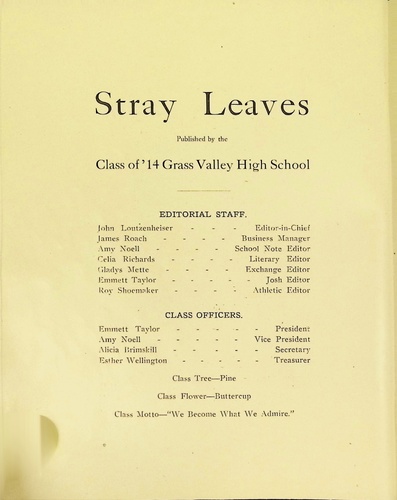 Stray Leaves
Published by the
Class of '14 Grass Valley High School
EDITORIAL STAFF.
John Loutzenheiser - - - Editor-in-Chief
James Roach - - - - Business Manager
Amy Noell - - - - School Note Editor
Celia Richards - - - - Literary Editor
Gladys Mette - - - - Exchange Editor
Emmett Taylor - - - - Josh Editor
Roy Shoemaker - - - - Athletic Editor
CLASS OFFICERS.
Emmett Taylor - - - - - President
Amy Noell - - - - - Vice President
Alicia Brimskill - - - - - Secretary
Esther Wellington - - - - - Treasurer
Class Tree—Pine
Class Flower—Buttercup
Class Motto—"We Become What We Admire."